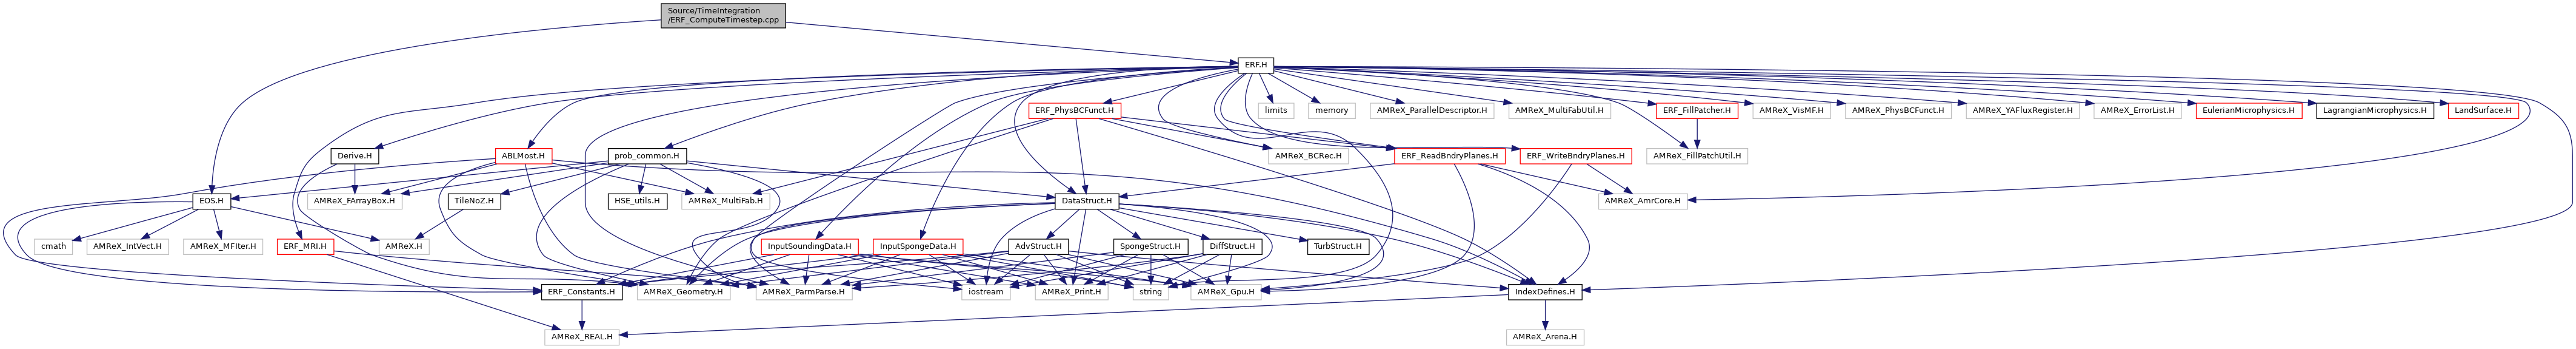 Source/TimeIntegration
/ERF_ComputeTimestep.cpp
ERF.H
ERF_PhysBCFunct.H
limits
memory
AMReX_ParallelDescriptor.H
AMReX_MultiFabUtil.H
ERF_FillPatcher.H
AMReX_VisMF.H
AMReX_PhysBCFunct.H
AMReX_YAFluxRegister.H
AMReX_ErrorList.H
EulerianMicrophysics.H
LagrangianMicrophysics.H
LandSurface.H
Derive.H
ABLMost.H
prob_common.H
AMReX_BCRec.H
ERF_ReadBndryPlanes.H
ERF_WriteBndryPlanes.H
AMReX_FillPatchUtil.H
EOS.H
AMReX_FArrayBox.H
TileNoZ.H
HSE_utils.H
AMReX_MultiFab.H
DataStruct.H
AMReX_AmrCore.H
cmath
AMReX_IntVect.H
AMReX_MFIter.H
ERF_MRI.H
AMReX.H
InputSoundingData.H
InputSpongeData.H
AdvStruct.H
SpongeStruct.H
DiffStruct.H
TurbStruct.H
ERF_Constants.H
AMReX_Geometry.H
AMReX_ParmParse.H
iostream
AMReX_Print.H
string
AMReX_Gpu.H
IndexDefines.H
AMReX_REAL.H
AMReX_Arena.H